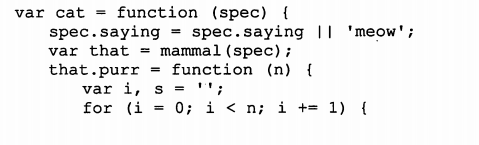 var cat = function (spec) {
    spec.saying = spec.saying || 'meow';
    var that = mammal(spec);
    that.purr = function (n) {
        var i, s = '';
        for (i = 0; i < n; i += 1) {